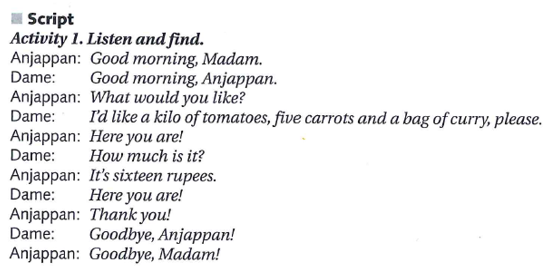 Script
Activity 1. Listen and find.
Anjappan: Good morning, Madam.
Dame: Good morning, Anjappan.
Anjappan: What would you like?
Dame: I'd like a kilo of tomatoes, five carrots and a bag of curry, please.
Anjappan: Here you are!
Dame: How much is it?
Anjappan: It's sixteen rupees.
Dame: Here you are!
Anjappan: Thank you!
Dame: Goodbye, Anjappan!
Anjappan: Goodbye, Madam!